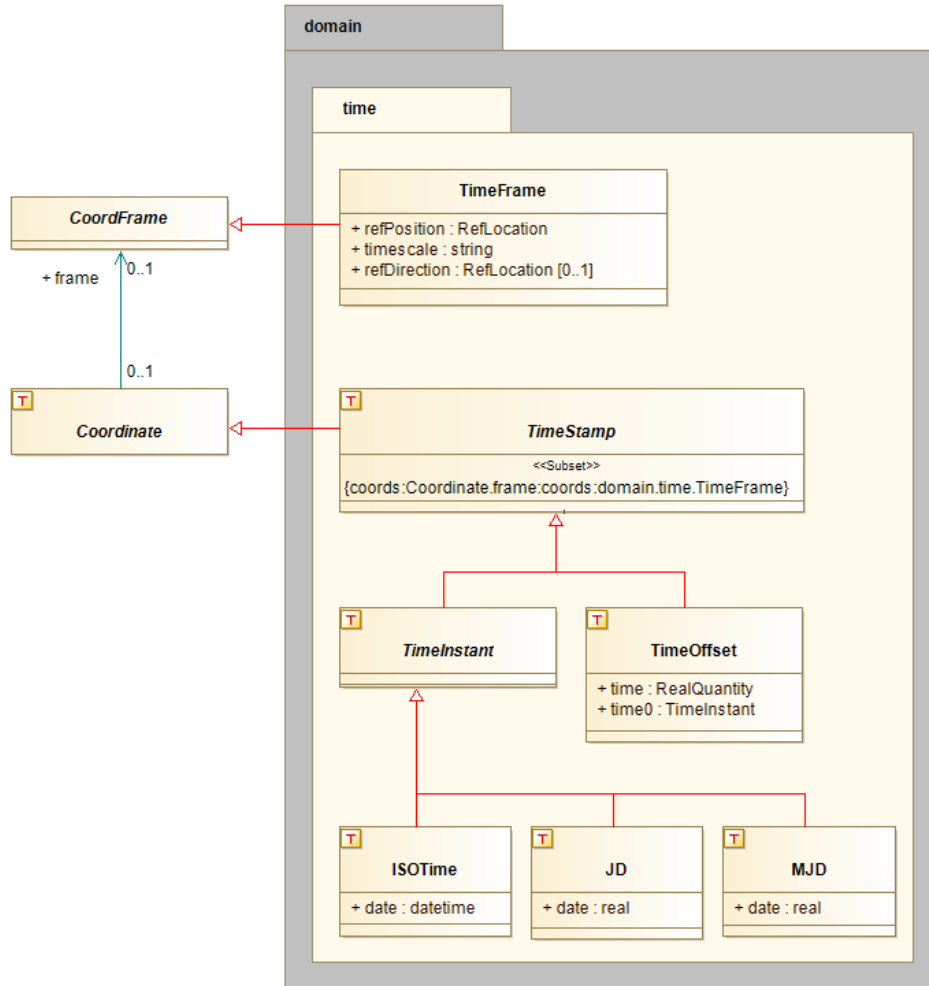 domain
time
TimeFrame
+ refPosition : RefLocation
+ timescale : string
+ refDirection : RefLocation [0..1]
CoordFrame
0..1
+ frame
0..1
T
Coordinate
T
TimeStamp
<<Subset>>
{coords:Coordinate.frame:coords:domain.time.TimeFrame}
T
TimeInstant
T
TimeOffset
+ time : RealQuantity
+ time0 : TimeInstant
T
ISOTime
+ date : datetime
T
JD
+ date : real
T
MJD
+ date : real